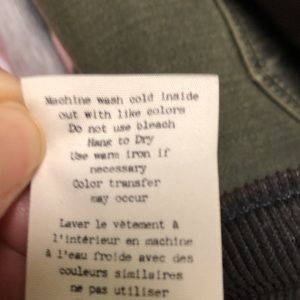 Machine wash cold inside
out with like colors
Do not use bleach
Hang to Dry
Use warm iron if
necessary
Color transfer
may occur
Laver le vêtement à
l'intérieur en machine
à l'eau froide avec des
couleurs similaires
ne pas utiliser